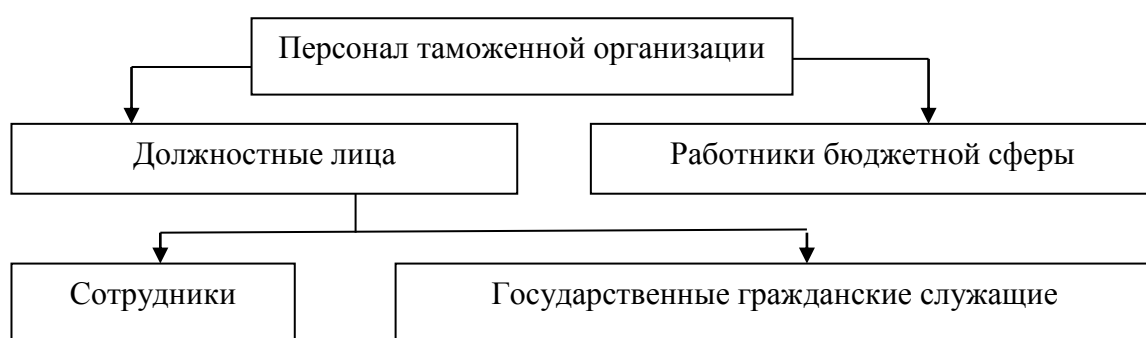 Персонал таможенной организации
Должностные лица
Работники бюджетной сферы
Сотрудники
Государственные гражданские служащие